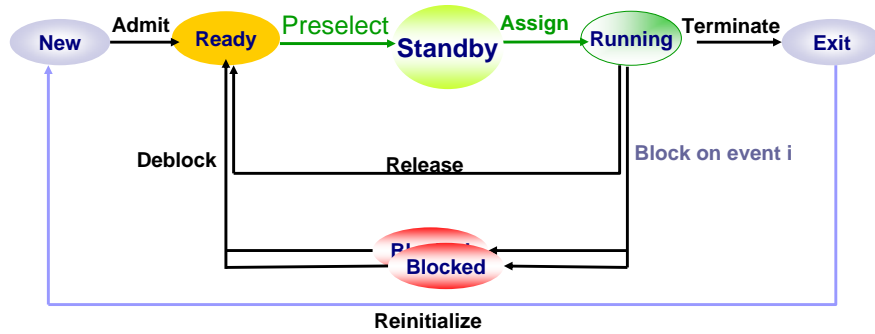 New
Admit
Ready
Preselect
Standby
Assign
Running
Terminate
Exit
Deblock
Release
Block on event i
Blocked
Reinitialize